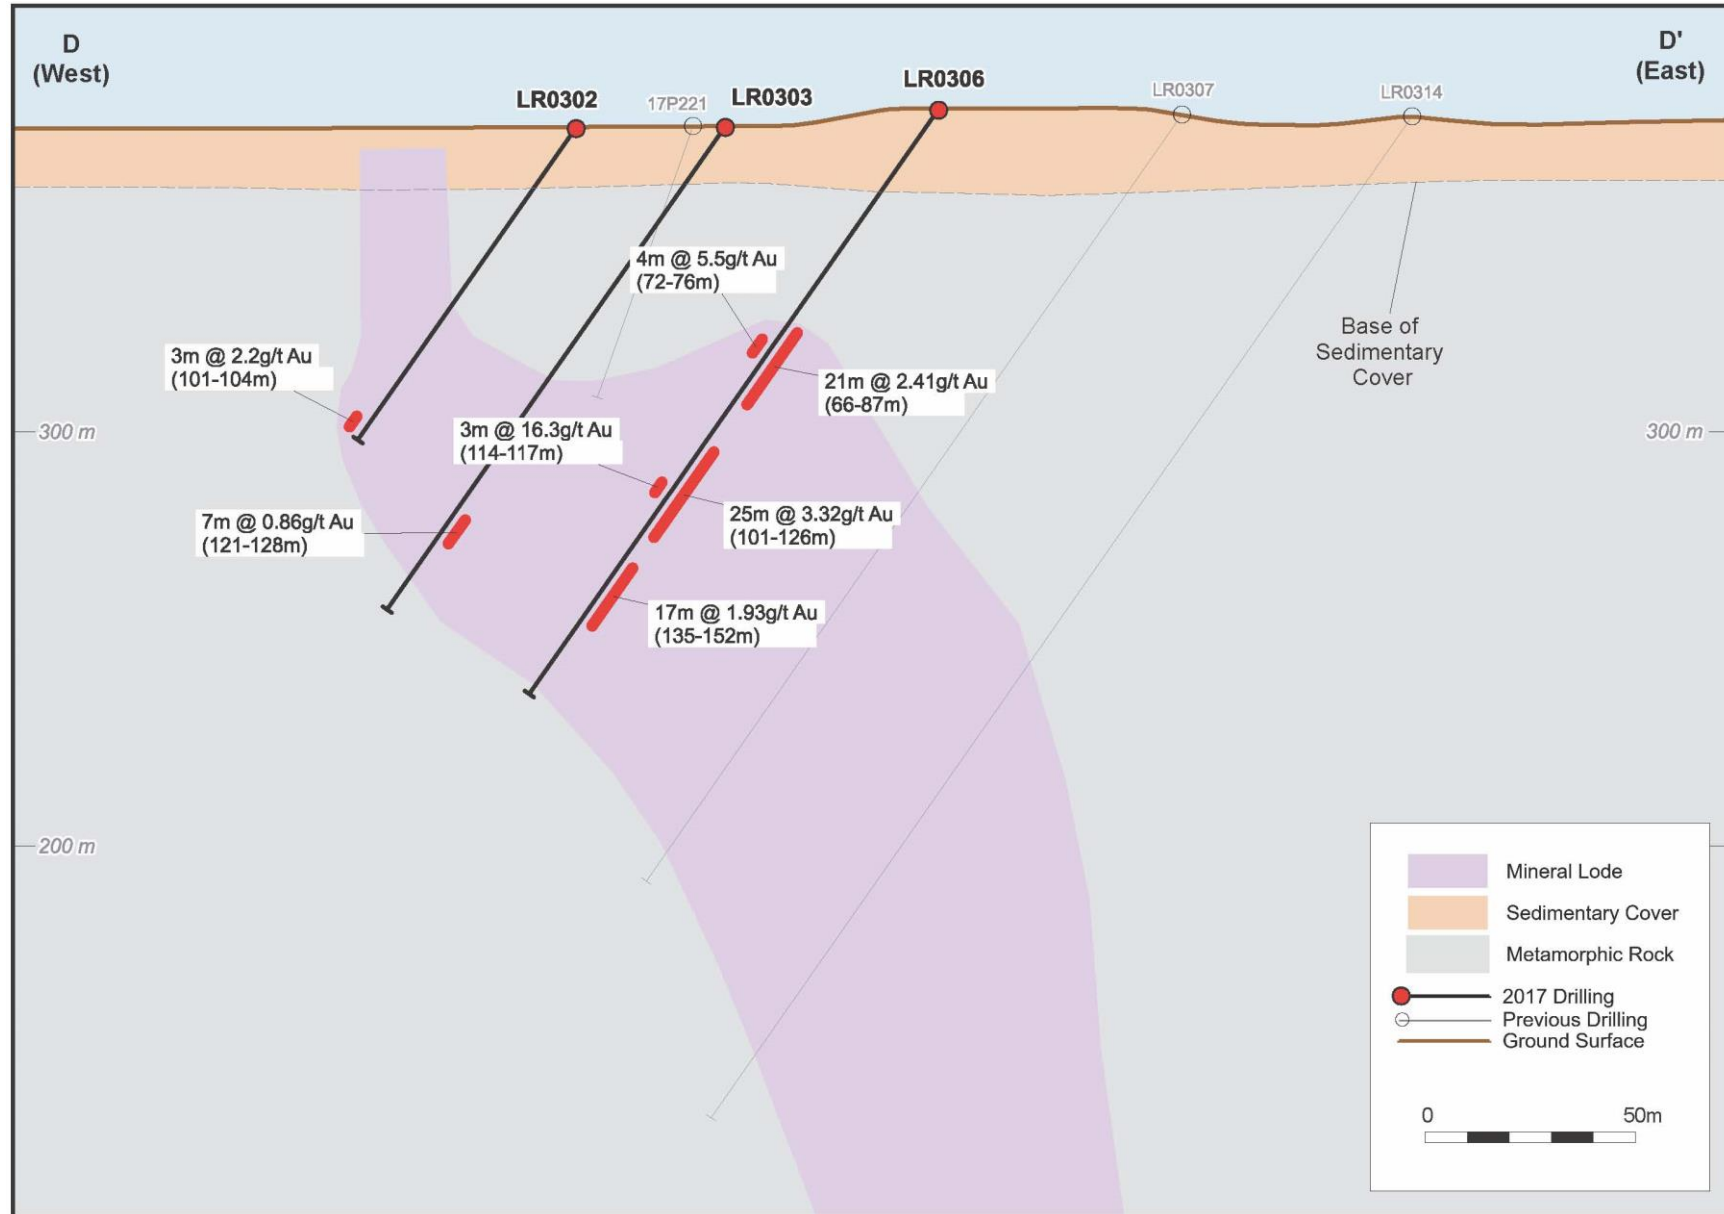 D
(West)
D'
(East)
LR0302
17P221
LR0303
LR0306
LR0307
LR0314
4m @ 5.5g/t Au
(72-76m)
Base of
Sedimentary
Cover
3m @ 2.2g/t Au
(101-104m)
21m @ 2.41g/t Au
(66-87m)
300 m
300 m
3m @ 16.3g/t Au
(114-117m)
7m @ 0.86g/t Au
(121-128m)
25m @ 3.32g/t Au
(101-126m)
17m @ 1.93g/t Au
(135-152m)
200 m
Mineral Lode
Sedimentary Cover
Metamorphic Rock
2017 Drilling
Previous Drilling
Ground Surface
0 50m